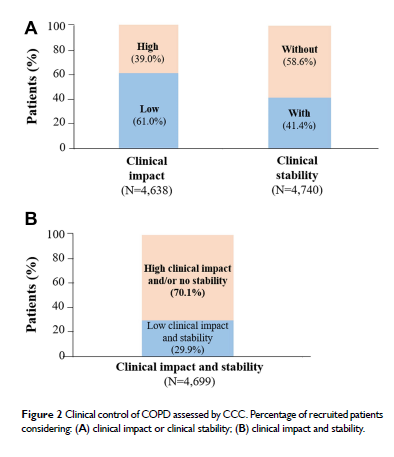 A
Patients (%)
100
80
60
40
20
0
High
(39.0%)
Low
(61.0%)
Without
(58.6%)
With
(41.4%)
Clinical
impact
(N=4,638)
Clinical
stability
(N=4,740)
B
Patients (%)
100
80
60
40
20
0
High clinical impact
and/or no stability
(70.1%)
Low clinical impact
and stability
(29.9%)
Clinical impact and stability
(N=4,699)
Figure 2 Clinical control of COPD assessed by CCC. Percentage of recruited patients
considering: (A) clinical impact or clinical stability; (B) clinical impact and stability.